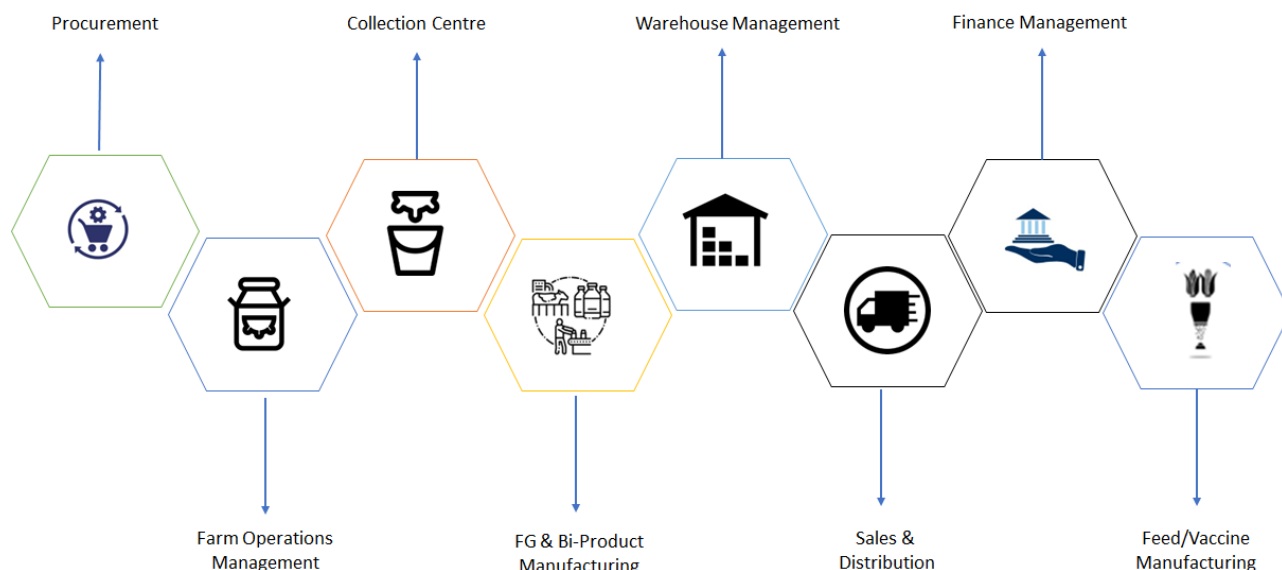 Procurement
Collection Centre
Warehouse Management
Finance Management
Farm Operations
Management
FG & Bi-Product
Manufacturing
Sales &
Distribution
Feed/Vaccine
Manufacturing